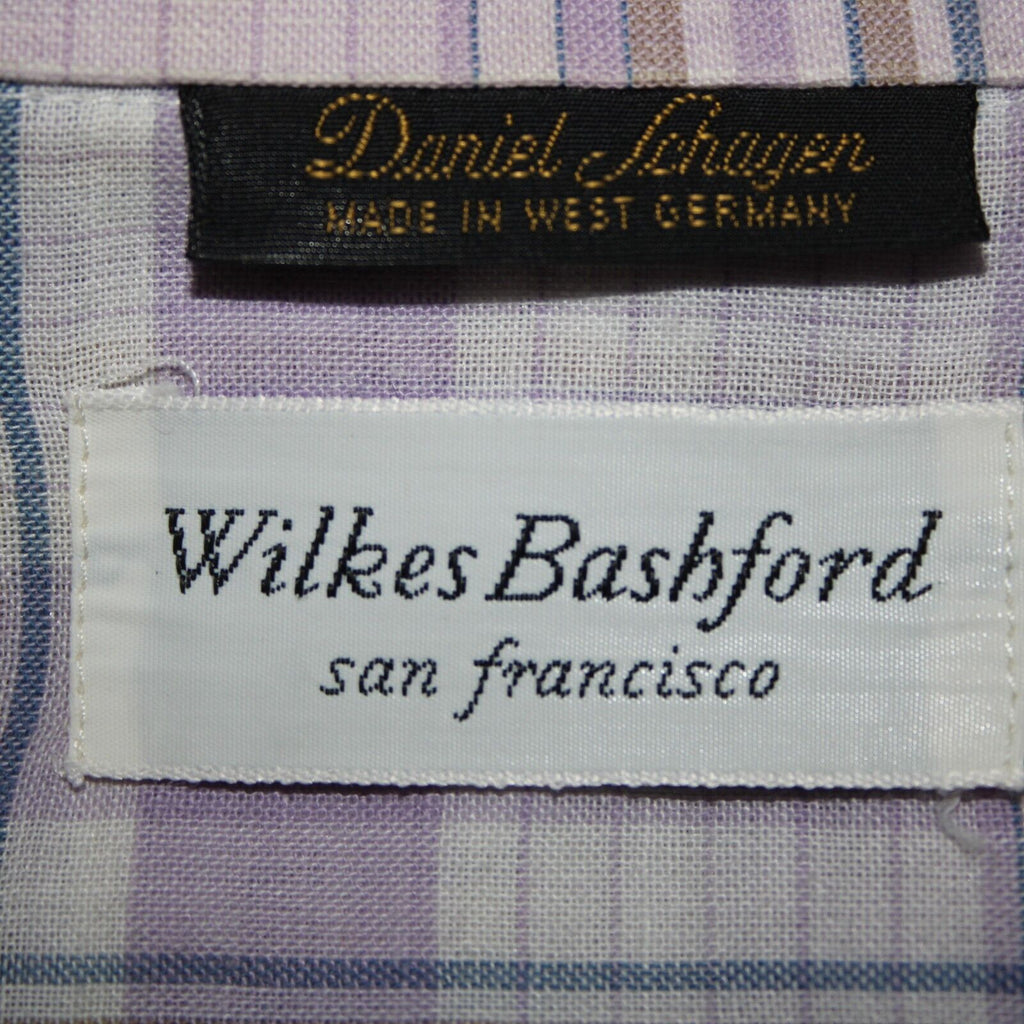 Daniel Schagen
MADE IN WEST GERMANY
Wilkes Bashford
san francisco